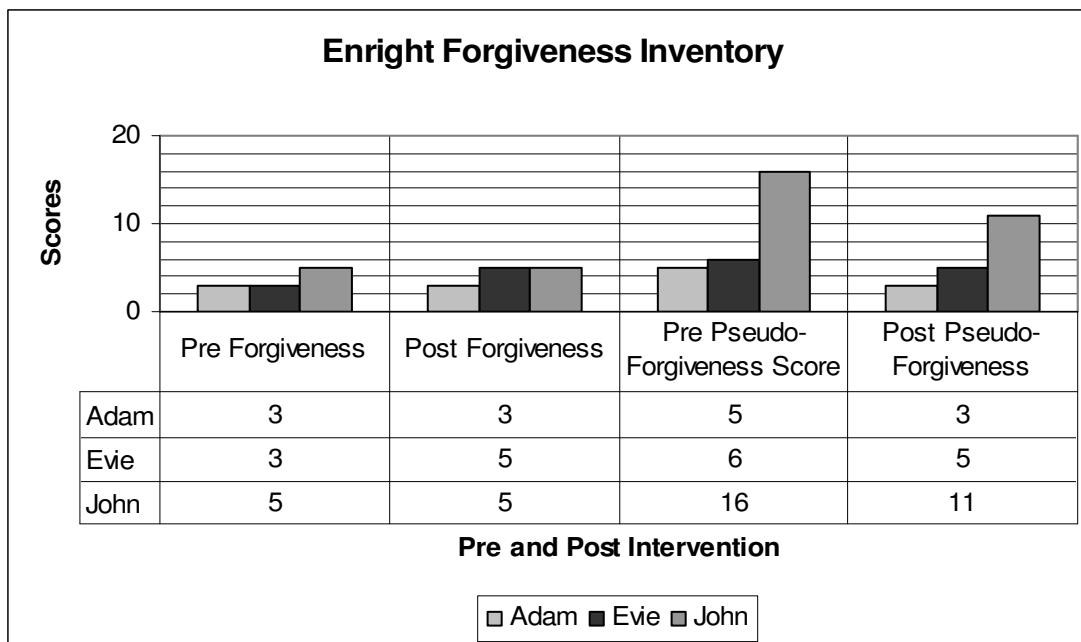 Enright Forgiveness Inventory
Scores
20
10
0
Pre Forgiveness
Post Forgiveness
Pre Pseudo-
Forgiveness Score
Post Pseudo-
Forgiveness
Adam 3 3 5 3
Evie 3 5 6 5
John 5 5 16 11
Pre and Post Intervention
Adam Evie John